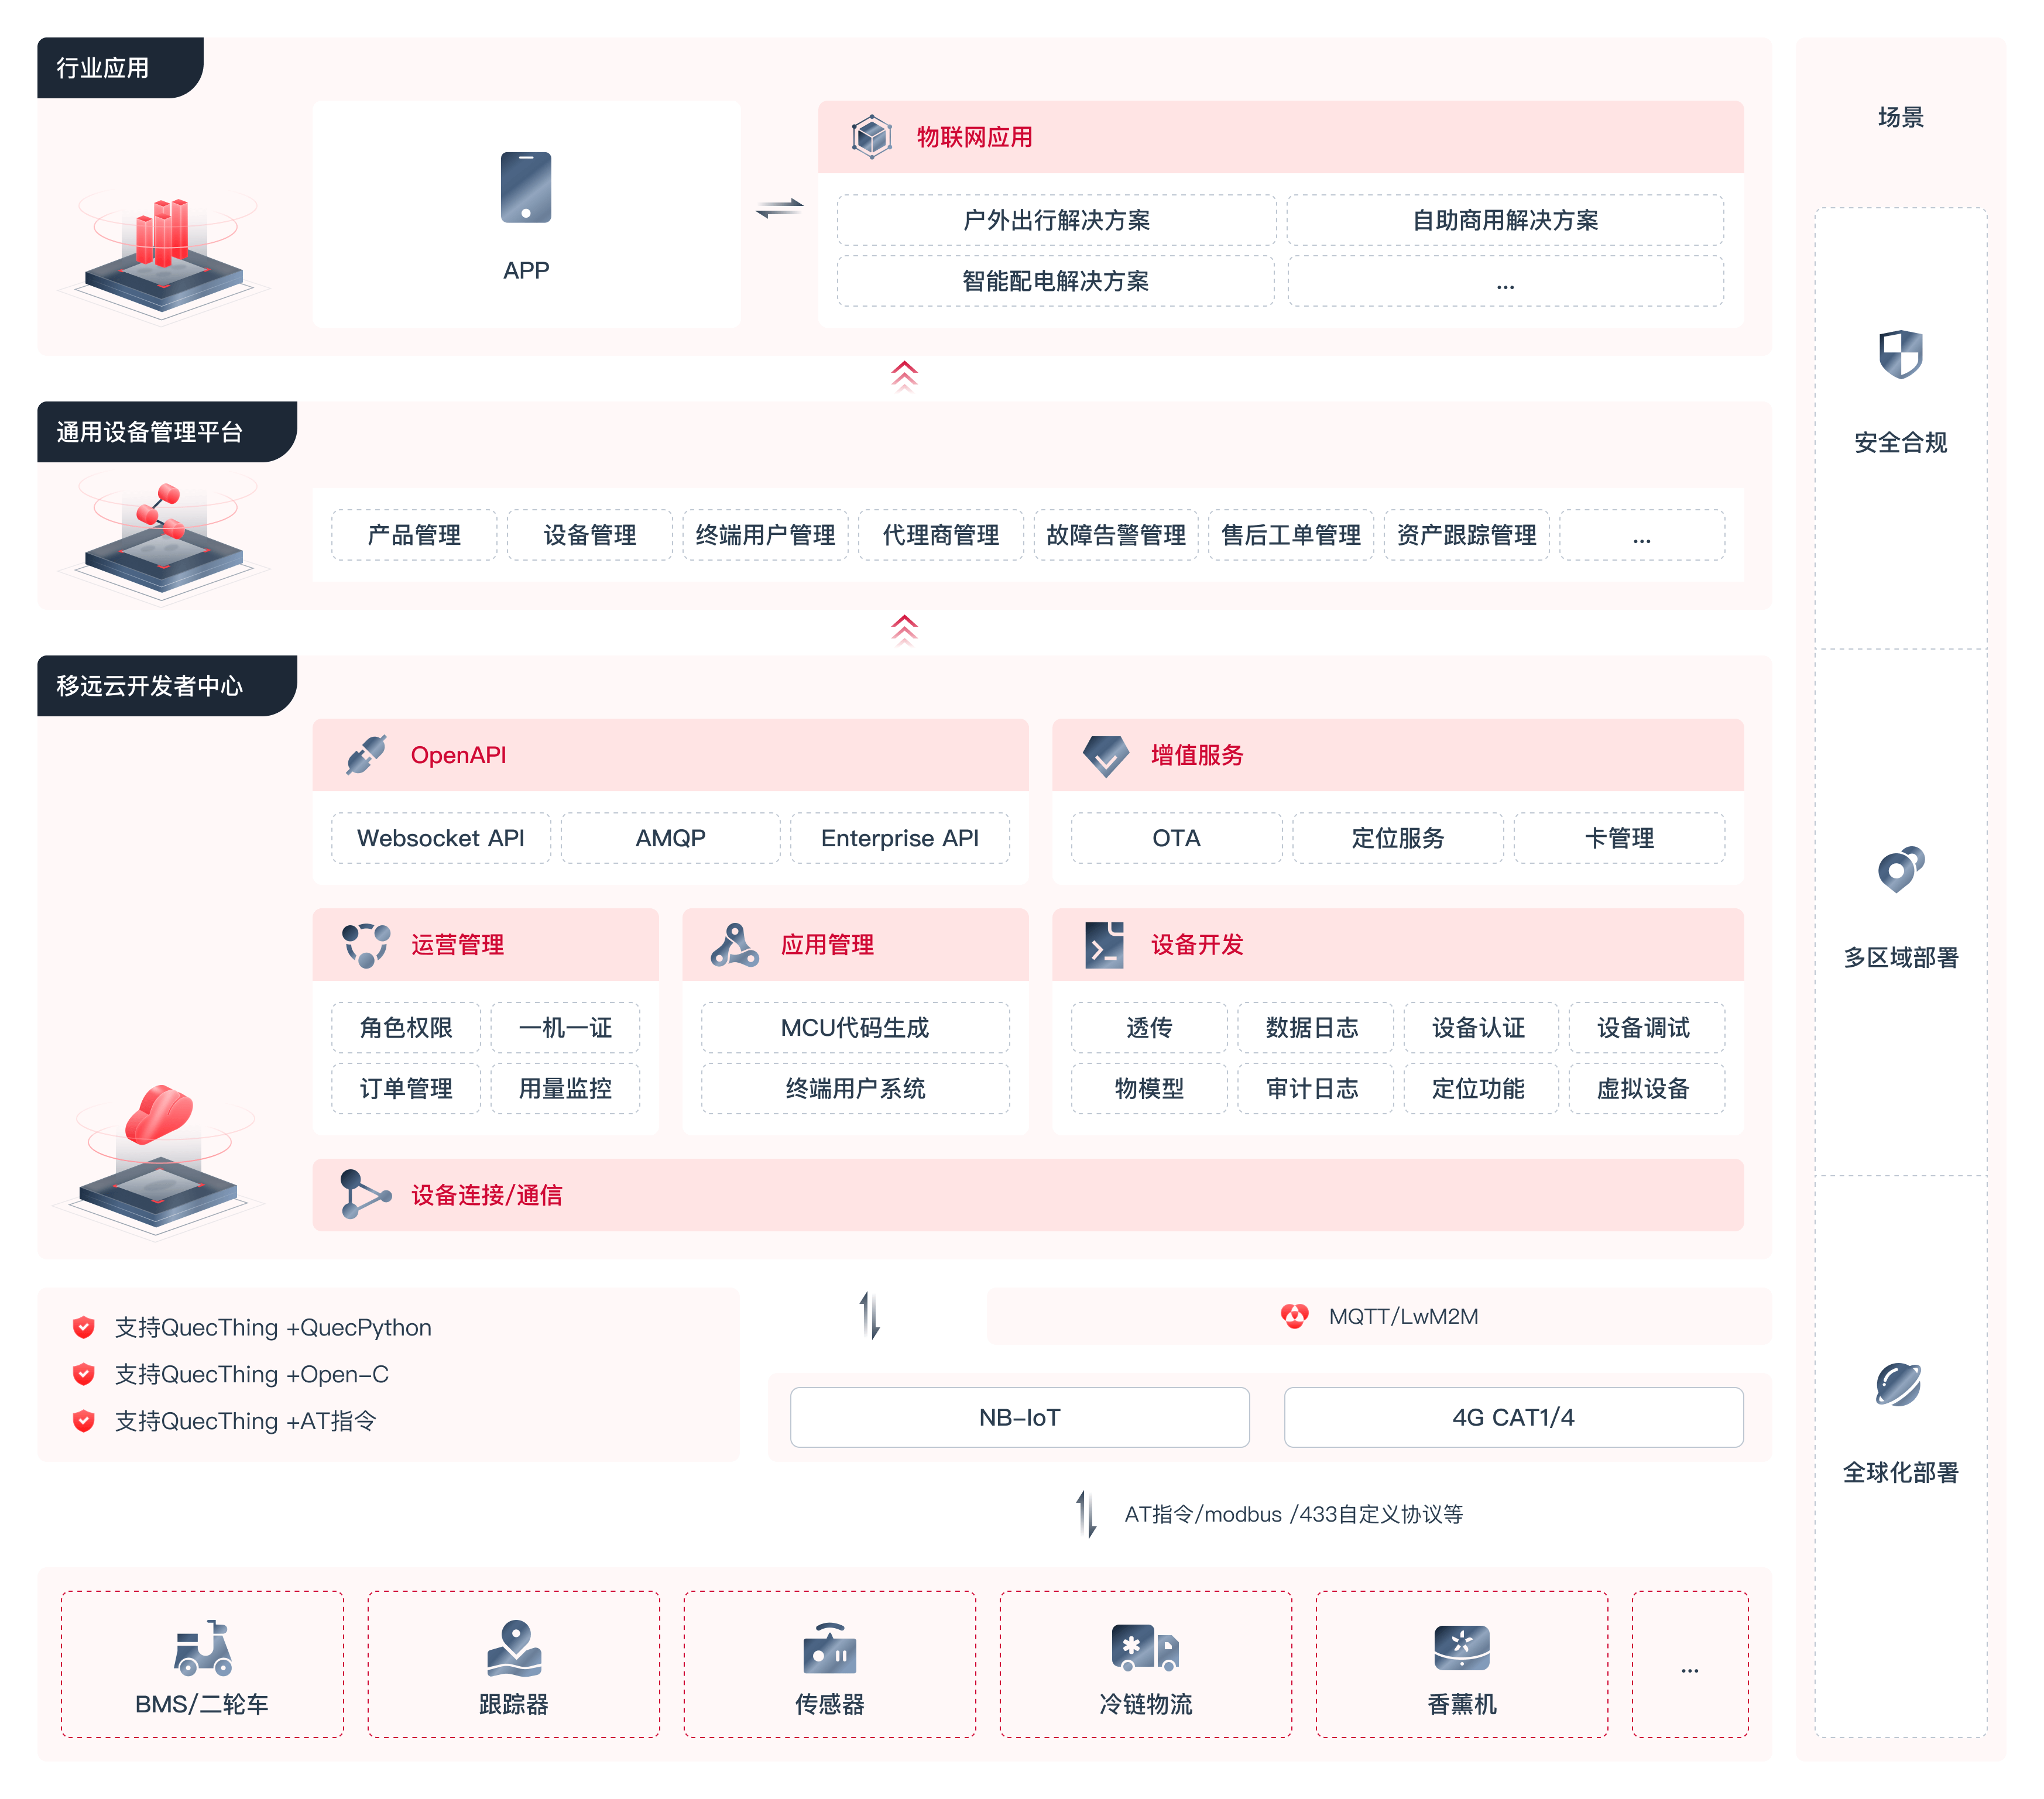 行业应用
场景
APP
物联网应用
户外出行解决方案
自助商用解决方案
智能配电解决方案
...
安全合规
通用设备管理平台
产品管理
设备管理
终端用户管理
代理商管理
故障告警管理
售后工单管理
资产跟踪管理
...
移远云开发者中心
OpenAPI
Websocket API
AMQP
Enterprise API
增值服务
OTA
定位服务
卡管理
多区域部署
运营管理
角色权限
一机一证
订单管理
用量监控
应用管理
MCU代码生成
终端用户系统
设备开发
透传
数据日志
设备认证
设备调试
物模型
审计日志
定位功能
虚拟设备
设备连接/通信
支持QuecThing +QuecPython
支持QuecThing +Open-C
支持QuecThing +AT指令
MQTT/LwM2M
NB-IoT
4G CAT1/4
全球化部署
AT指令/modbus /433自定义协议等
BMS/二轮车
跟踪器
传感器
冷链物流
香薰机
...